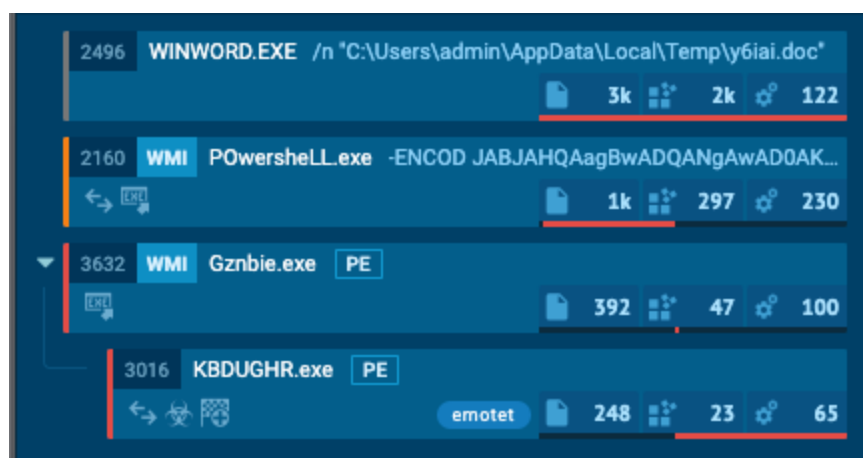 2496 WINWORD.EXE /n "C:\Users\admin\AppData\Local\Temp\y6iai.doc"
3k 2k 122
2160 WMI POwersheLL.exe -ENCOD JABJAHQAagBwADQANgAwAD0AK...
EXE 1k 297 230
3632 WMI Gznbie.exe PE
EXE 392 47 100
3016 KBDUGHR.exe PE
emotet 248 23 65